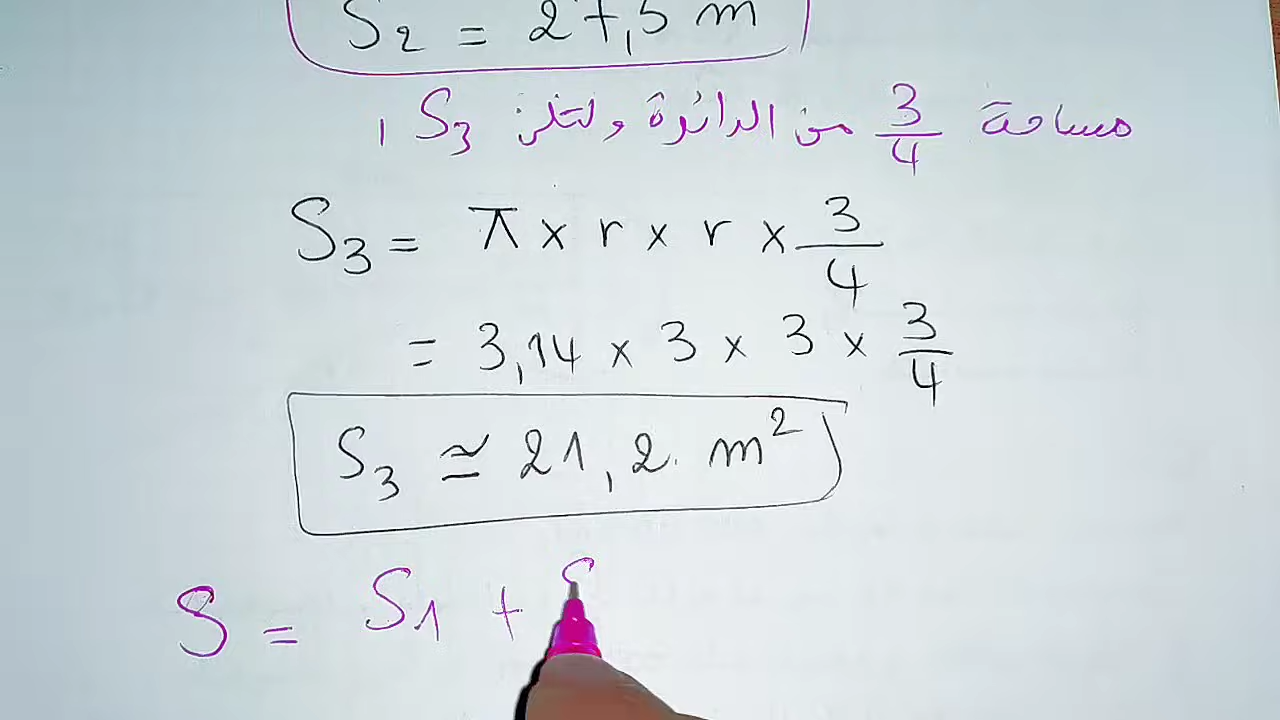 S2 = 27,5 m
مساحة 3/4 من الدائرة ولتكن S3
S3 = π x r x r x 3/4
= 3,14 x 3 x 3 x 3/4
S3 ≃ 21,2 m²
S = S1 + S